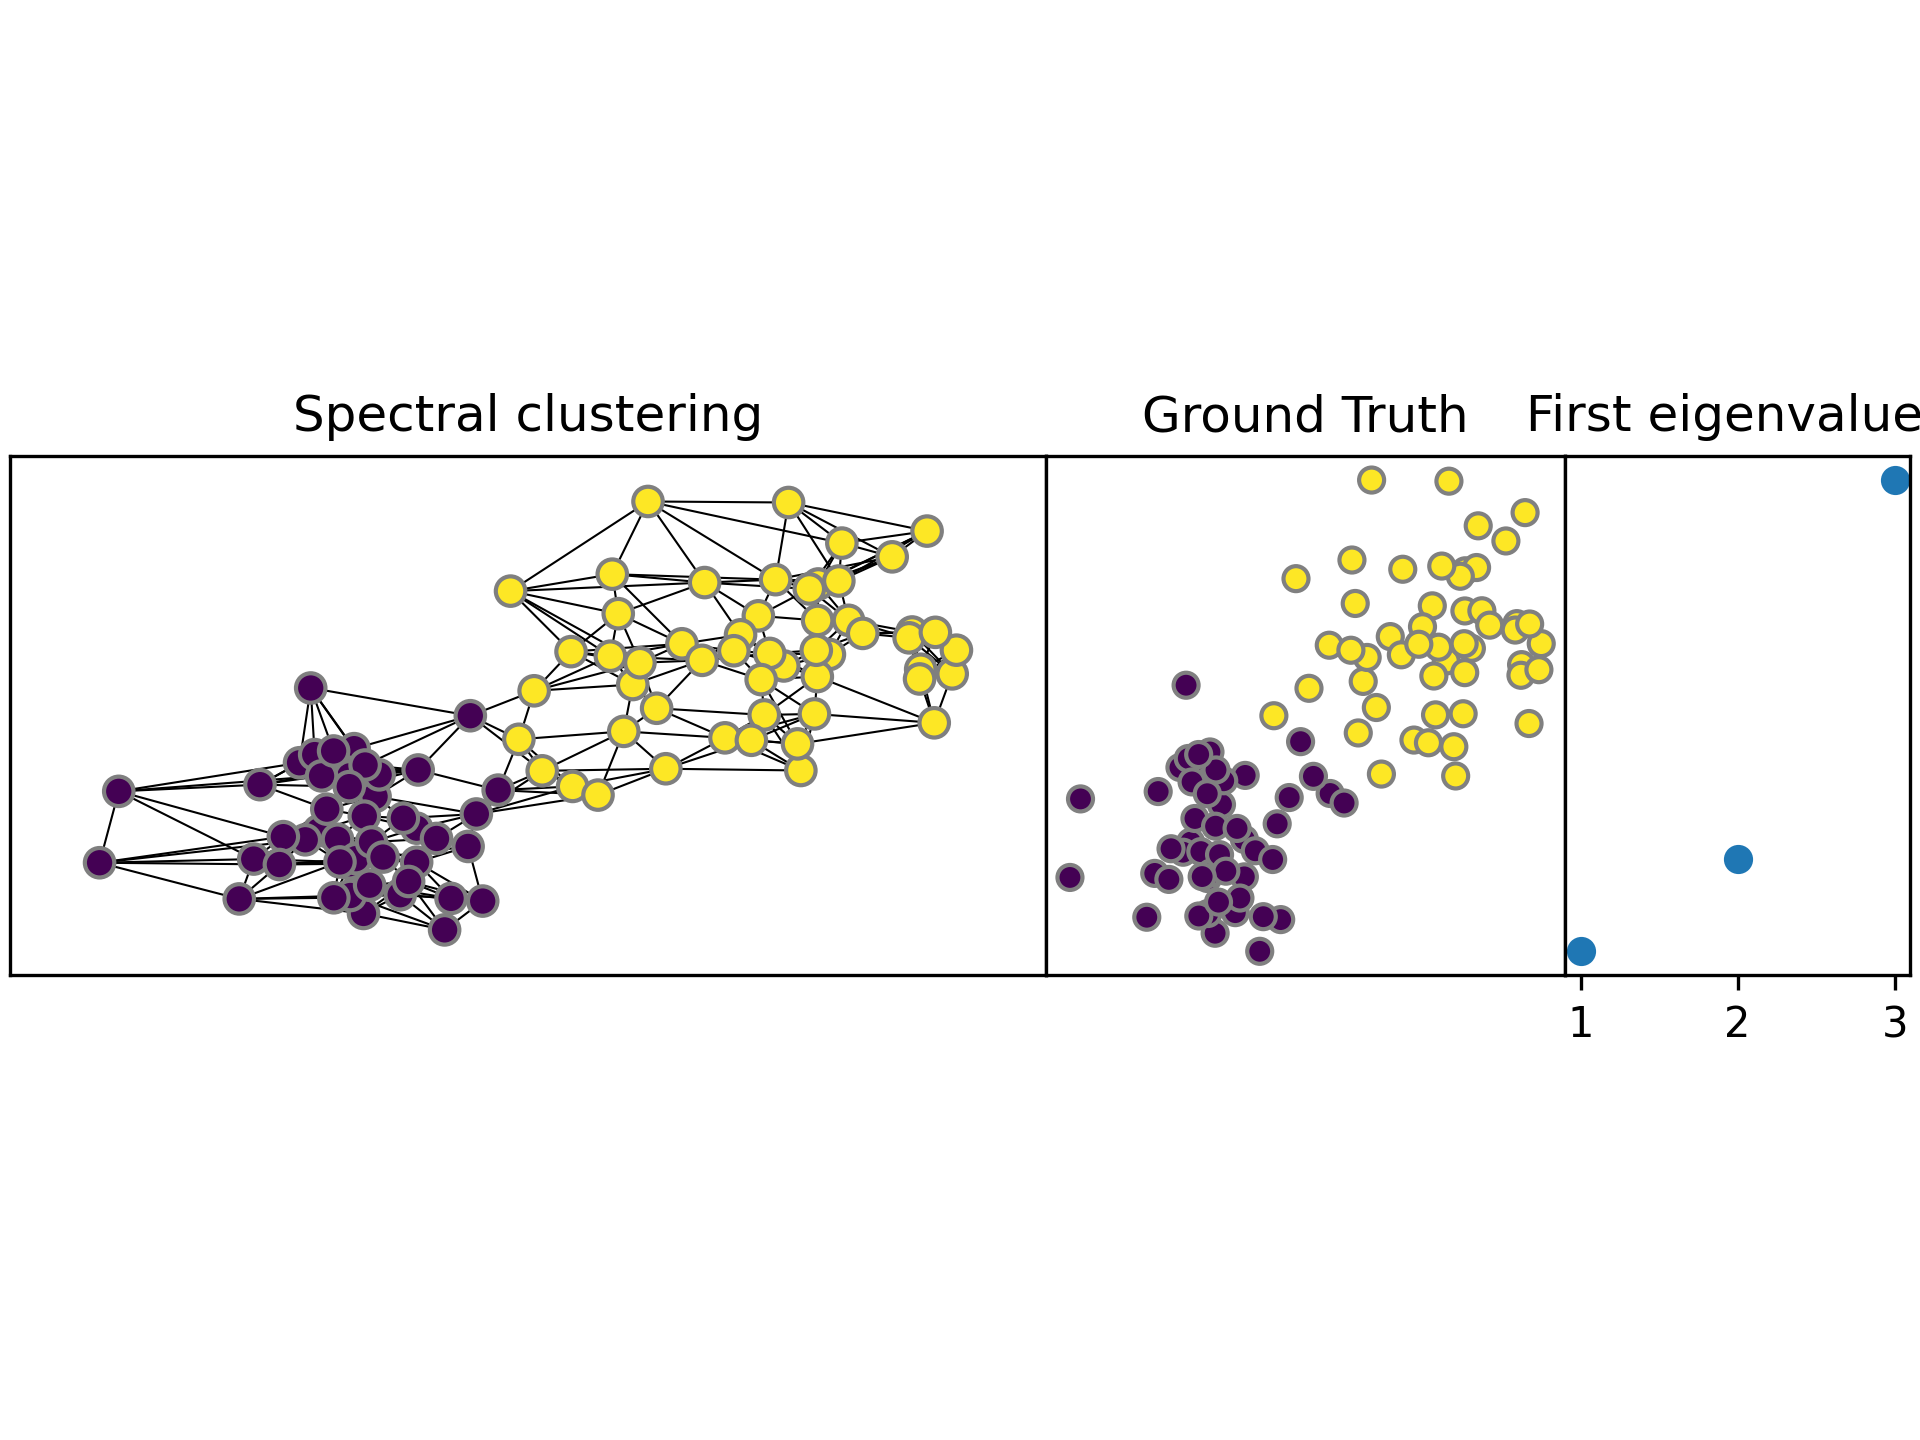 Spectral clustering
Ground Truth
First eigenvalue
1 2 3